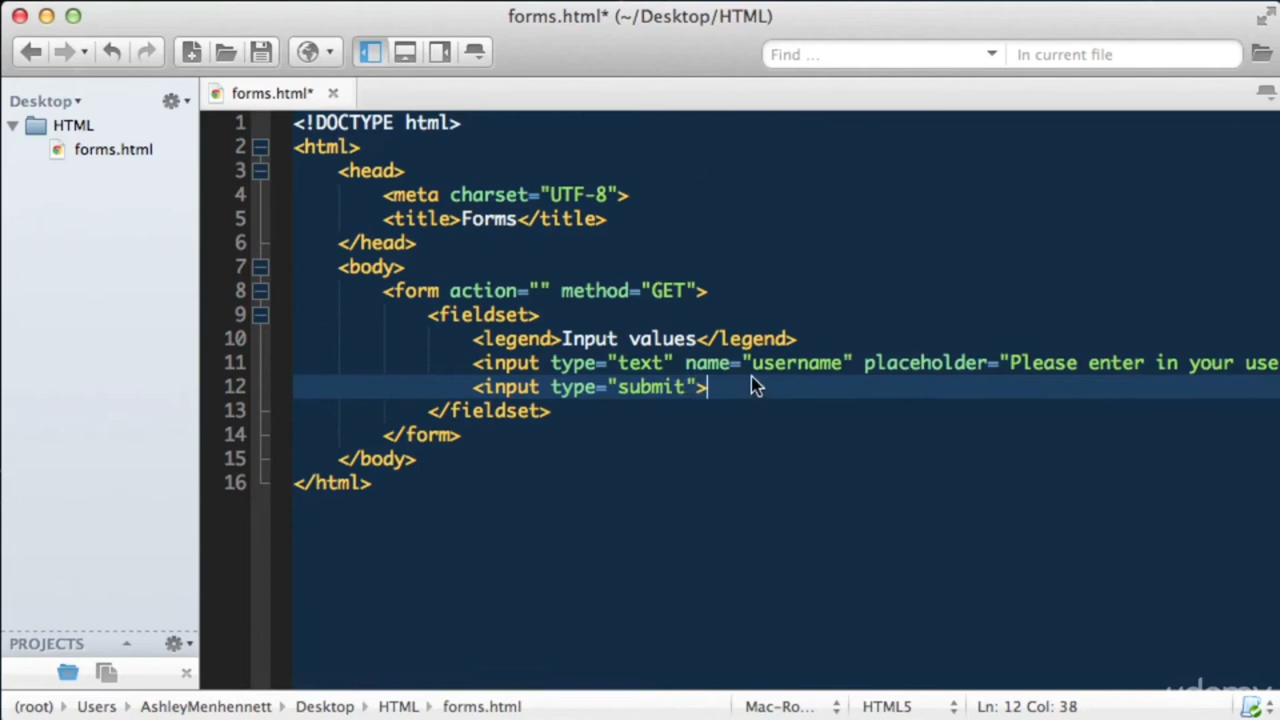 forms.html* (~/Desktop/HTML)
Find ...
In current file
Desktop
forms.html*
HTML
forms.html
1 <!DOCTYPE html>
2 <html>
3 <head>
4 <meta charset="UTF-8">
5 <title>Forms</title>
6 </head>
7 <body>
8 <form action="" method="GET">
9 <fieldset>
10 <legend>Input values</legend>
11 <input type="text" name="username" placeholder="Please enter in your use
12 <input type="submit">
13 </fieldset>
14 </form>
15 </body>
16 </html>
PROJECTS
(root) Users AshleyMenhennett Desktop HTML forms.html Mac-Ro... HTML5 Ln: 12 Col: 38